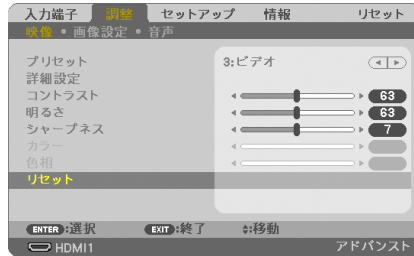 入力端子 調整 セットアップ 情報 リセット
映像 • 画像設定 • 音声
プリセット 3:ビデオ
詳細設定
コントラスト 63
明るさ 63
シャープネス 7
カラー
色相
リセット
ENTER:選択 EXIT:終了 :移動
HDMI1 アドバンスト